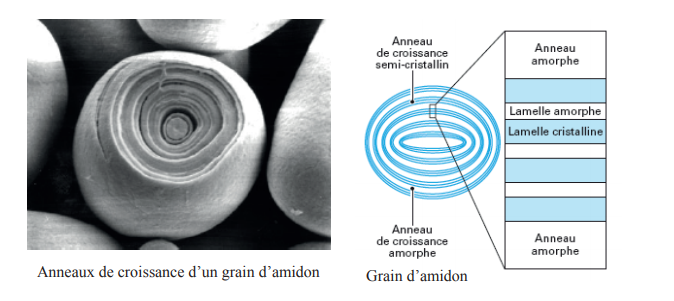 Anneaux de croissance d'un grain d'amidon
Anneau
de croissance
semi-cristallin
Anneau
de croissance
amorphe
Grain d'amidon
Anneau
amorphe
Lamelle amorphe
Lamelle cristalline
Anneau
amorphe